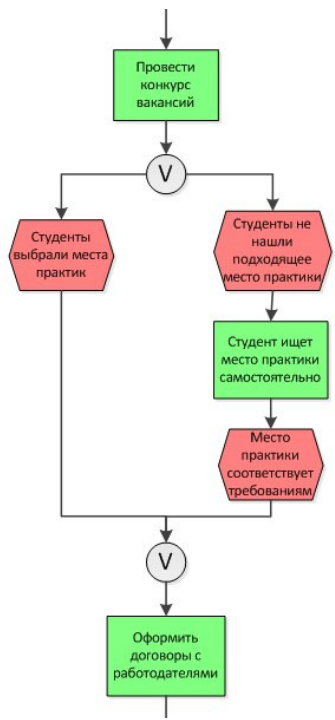 Провести
конкурс
вакансий
V
Студенты
выбрали места
практик
Студенты не
нашли
подходящее
место практики
Студент ищет
место практики
самостоятельно
Место
практики
соответствует
требованиям
V
Оформить
договоры с
работодателями